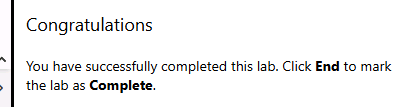 Congratulations
You have successfully completed this lab. Click End to mark
the lab as Complete.